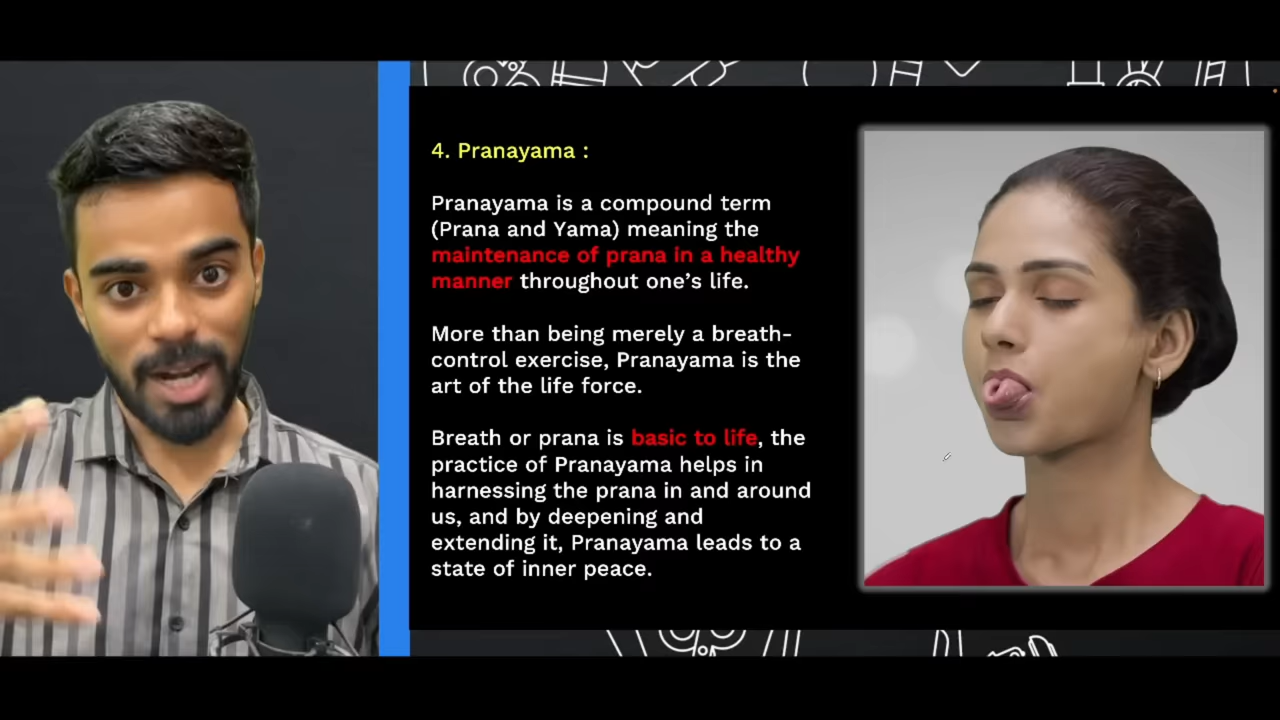 4. Pranayama :
Pranayama is a compound term
(Prana and Yama) meaning the
maintenance of prana in a healthy
manner throughout one’s life.
More than being merely a breath-
control exercise, Pranayama is the
art of the life force.
Breath or prana is basic to life, the
practice of Pranayama helps in
harnessing the prana in and around
us, and by deepening and
extending it, Pranayama leads to a
state of inner peace.